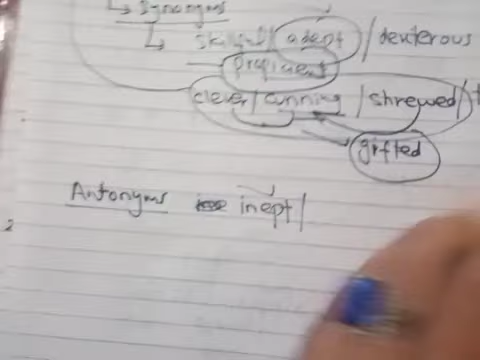 Synonyms
skilful / adept / dexterous
proficient
clever / cunning / shrewed /
gifted
Antonyms inept /